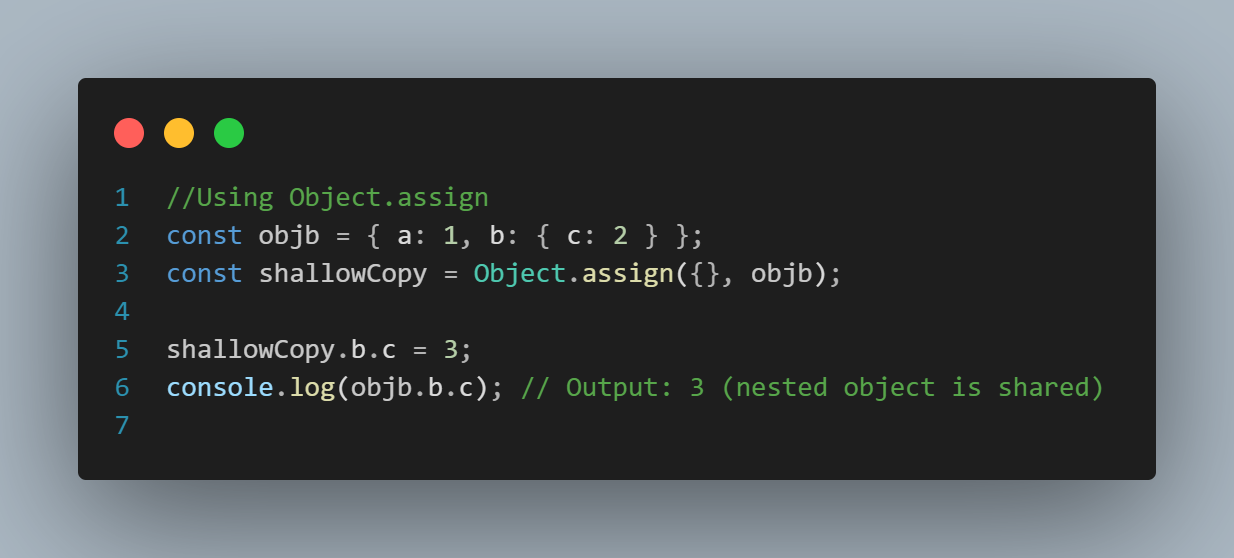 1 //Using Object.assign
2 const objb = { a: 1, b: { c: 2 } };
3 const shallowCopy = Object.assign({}, objb);
4
5 shallowCopy.b.c = 3;
6 console.log(objb.b.c); // Output: 3 (nested object is shared)
7